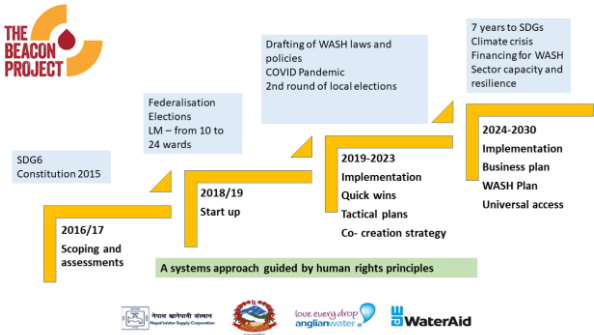 THE
BEACON
PROJECT
7 years to SDGs
Climate crisis
Financing for WASH
Sector capacity and
resilience
Drafting of WASH laws and
policies
COVID Pandemic
2nd round of local elections
Federalisation
Elections
LM – from 10 to
24 wards
SDG6
Constitution 2015
2016/17
Scoping and
assessments
2018/19
Start up
2019-2023
Implementation
Quick wins
Tactical plans
Co- creation strategy
2024-2030
Implementation
Business plan
WASH Plan
Universal access
A systems approach guided by human rights principles
नेपाल खानेपानी संस्थान
Nepal Water Supply Corporation
love every drop
anglianwater
WaterAid